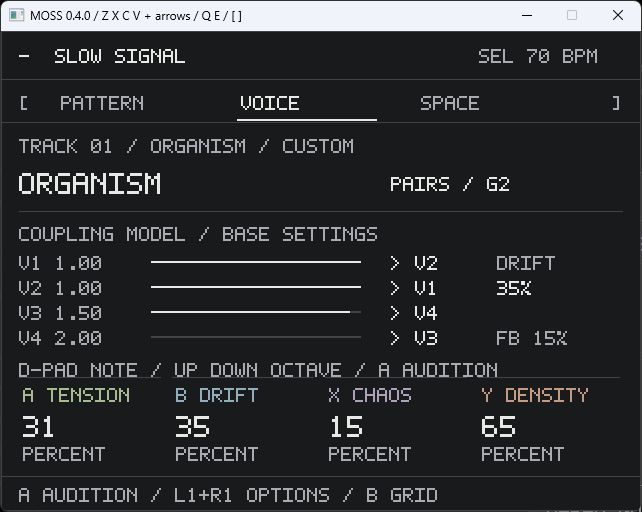 MOSS 0.4.0 / Z X C V + arrows / Q E / [ ]
- SLOW SIGNAL SEL 70 BPM
[ PATTERN VOICE SPACE ]
TRACK 01 / ORGANISM / CUSTOM
ORGANISM PAIRS / G2
COUPLING MODEL / BASE SETTINGS
V1 1.00 > V2 DRIFT
V2 1.00 > V1 35%
V3 1.50 > V4
V4 2.00 > V3 FB 15%
D-PAD NOTE / UP DOWN OCTAVE / A AUDITION
A TENSION B DRIFT X CHAOS Y DENSITY
31 35 15 65
PERCENT PERCENT PERCENT PERCENT
A AUDITION / L1+R1 OPTIONS / B GRID